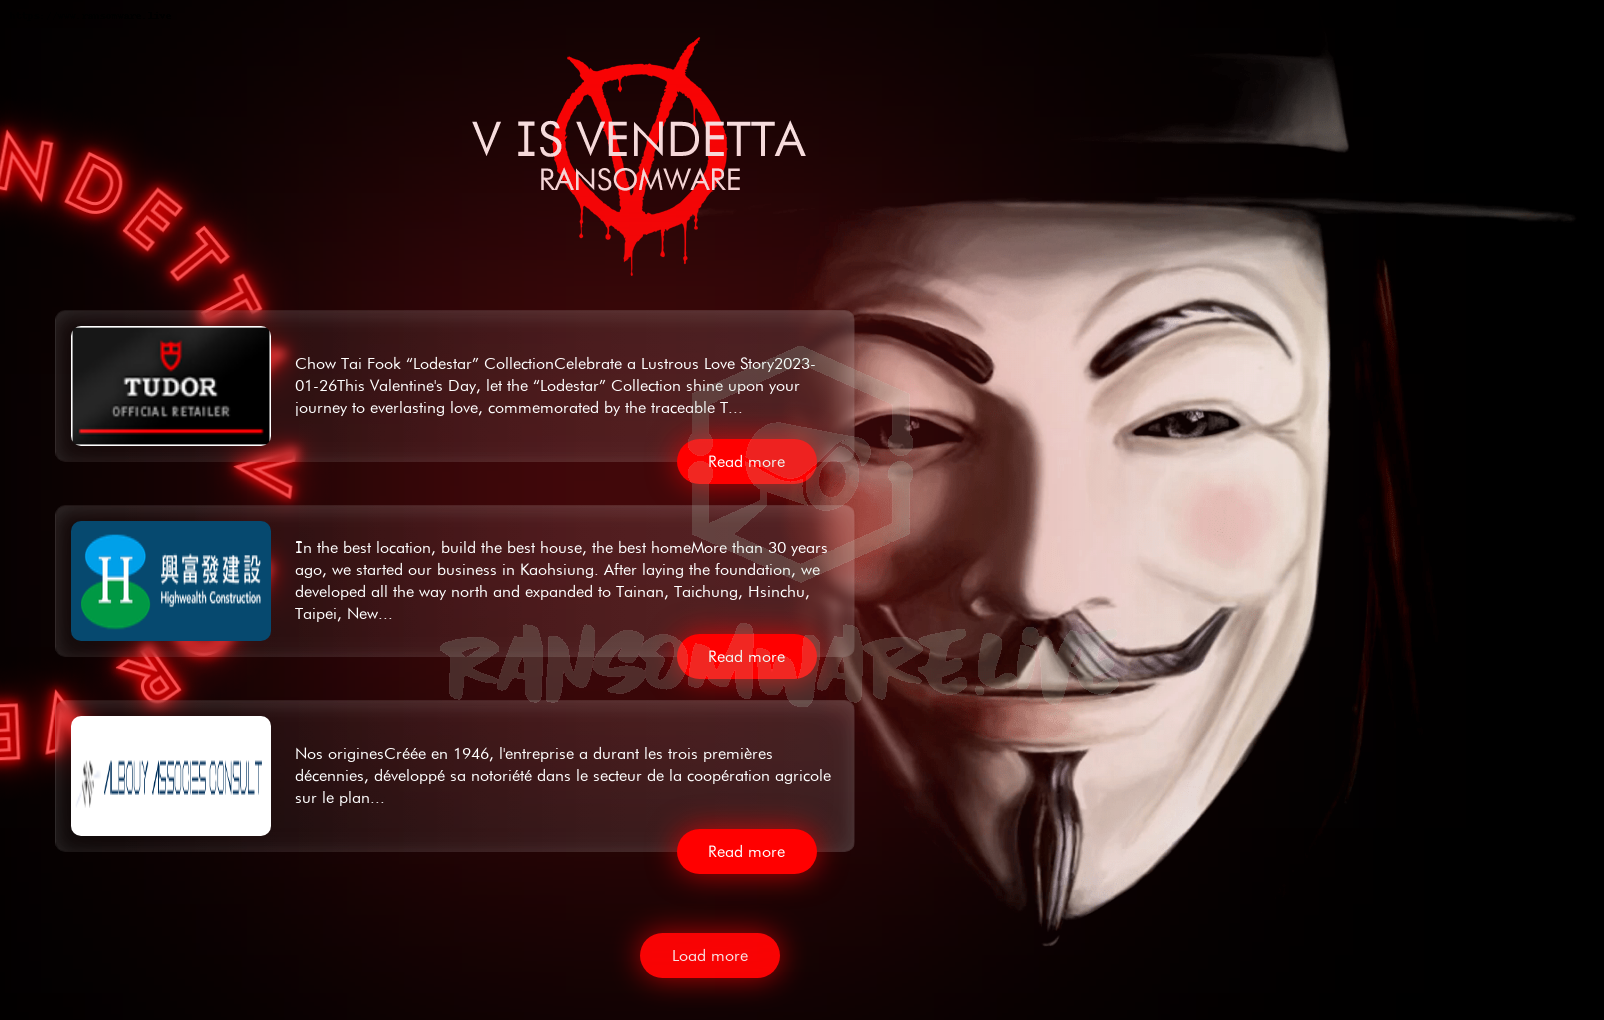 V IS VENDETTA
RANSOMWARE
NDETT
V
R
A
E
TUDOR
OFFICIAL RETAILER
Chow Tai Fook “Lodestar” CollectionCelebrate a Lustrous Love Story2023-
01-26This Valentine's Day, let the “Lodestar” Collection shine upon your
journey to everlasting love, commemorated by the traceable T...
Read more
H
興富發建設
Highwealth Construction
In the best location, build the best house, the best homeMore than 30 years
ago, we started our business in Kaohsiung. After laying the foundation, we
developed all the way north and expanded to Tainan, Taichung, Hsinchu,
Taipei, New...
Read more
RANSOMWARE.LIVE
ALBOUY ASSOCIES CONSULT
Nos originesCréée en 1946, l'entreprise a durant les trois premières
décennies, développé sa notoriété dans le secteur de la coopération agricole
sur le plan...
Read more
Load more